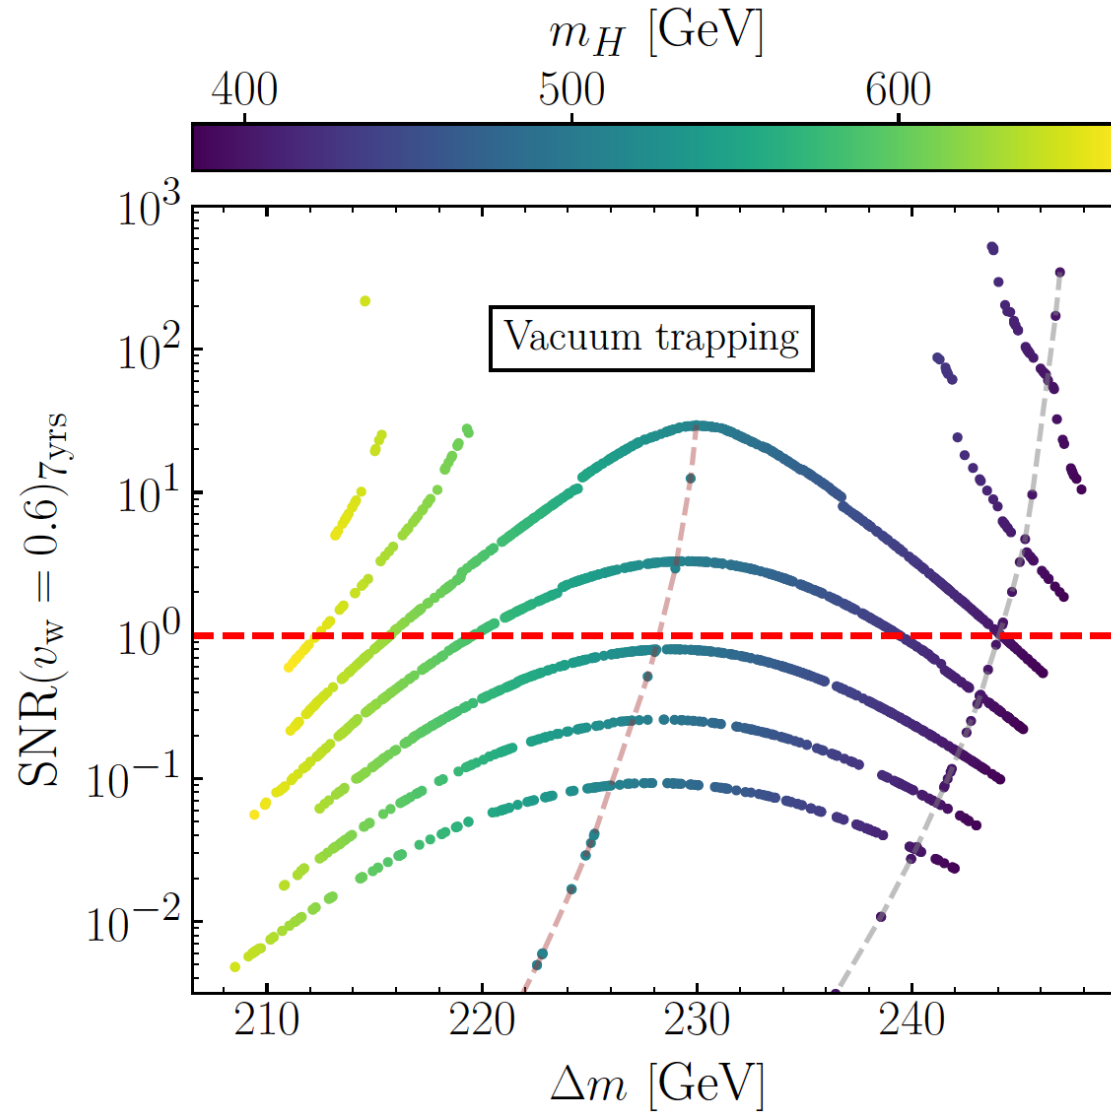 m_H [GeV]
400 500 600
10^3
Vacuum trapping
10^2
10^1
10^0
10^{-1}
10^{-2}
SNR(v_w = 0.6)_{7yrs}
210 220 230 240
Δm [GeV]